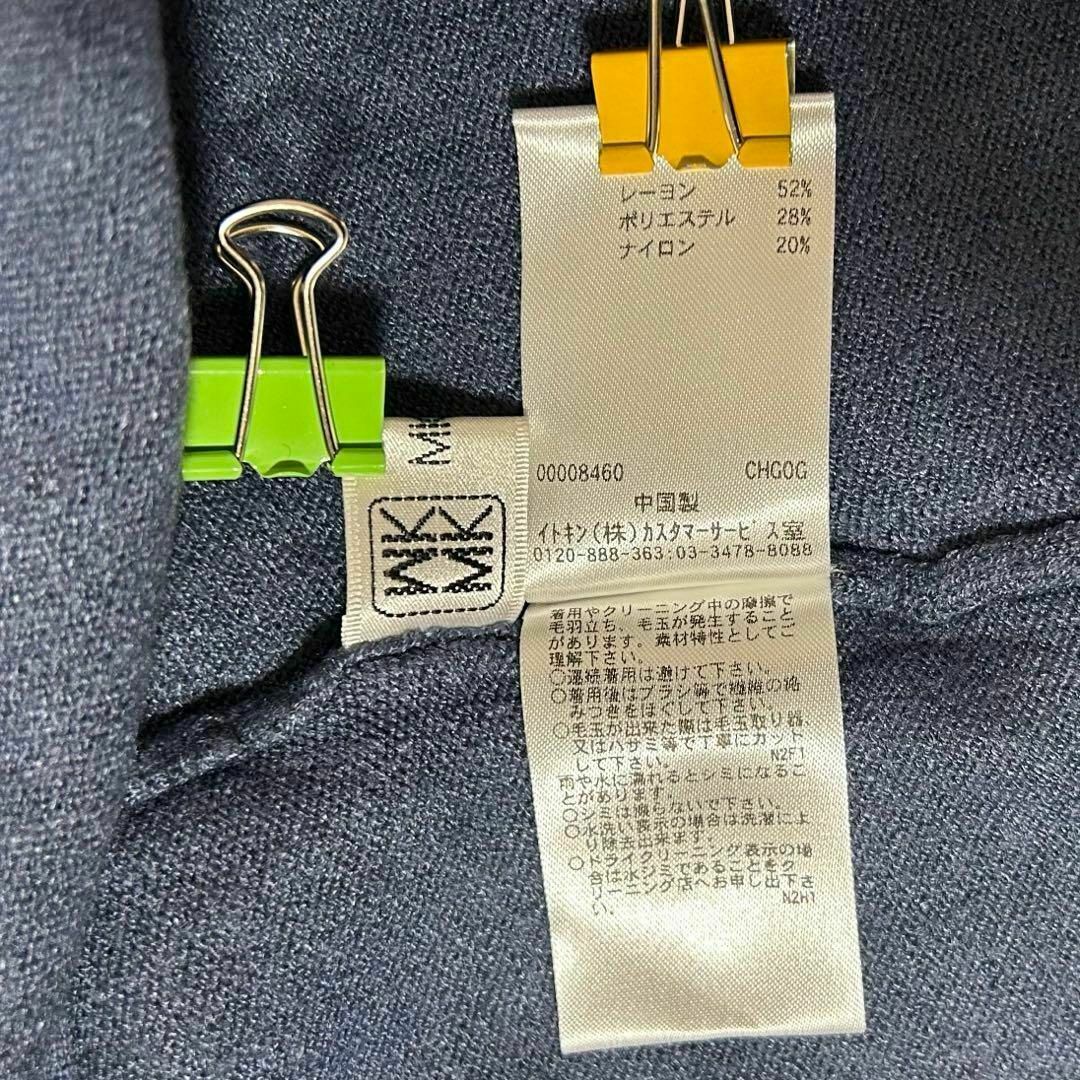 レーヨン 52%
ポリエステル 28%
ナイロン 20%
00008460 CHG0G
中国製
イトキン(株)カスタマーサービス室
0120-888-363:03-3478-8088
着用やクリーニング中の摩擦で
毛羽立ち、毛玉が発生すること
があります。素材特性としてご
理解下さい。
○連続着用は避けて下さい。
○着用後はブラシ等で繊維の絡
みつきをほぐして下さい。
○毛玉が出来た際は毛玉取り器
又はハサミ等で丁寧にカット
して下さい。 N2F1
雨や水に濡れるとシミになるこ
とがあります。
○シミは擦らないで下さい。
○水洗い表示の場合は洗濯によ
り除去出来ます。
○ドライクリーニング表示の場
合は水シミであることをク
リーニング店へお申し出下さ
い。 N2H1
MK
MK